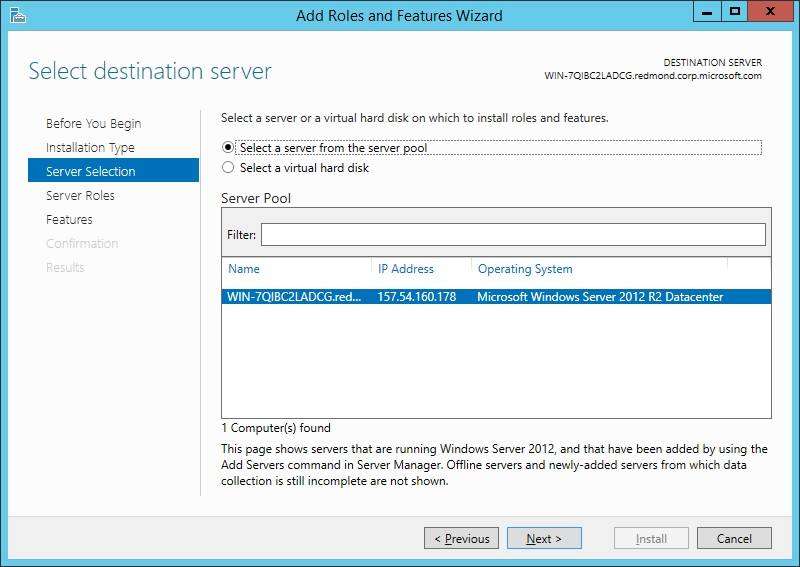 Add Roles and Features Wizard
Select destination server
DESTINATION SERVER
WIN-7QIBC2LADCG.redmond.corp.microsoft.com
Before You Begin
Installation Type
Server Selection
Server Roles
Features
Confirmation
Results
Select a server or a virtual hard disk on which to install roles and features.
Select a server from the server pool
Select a virtual hard disk
Server Pool
Filter:
Name IP Address Operating System
WIN-7QIBC2LADCG.red... 157.54.160.178 Microsoft Windows Server 2012 R2 Datacenter
1 Computer(s) found
This page shows servers that are running Windows Server 2012, and that have been added by using the
Add Servers command in Server Manager. Offline servers and newly-added servers from which data
collection is still incomplete are not shown.
< Previous Next > Install Cancel